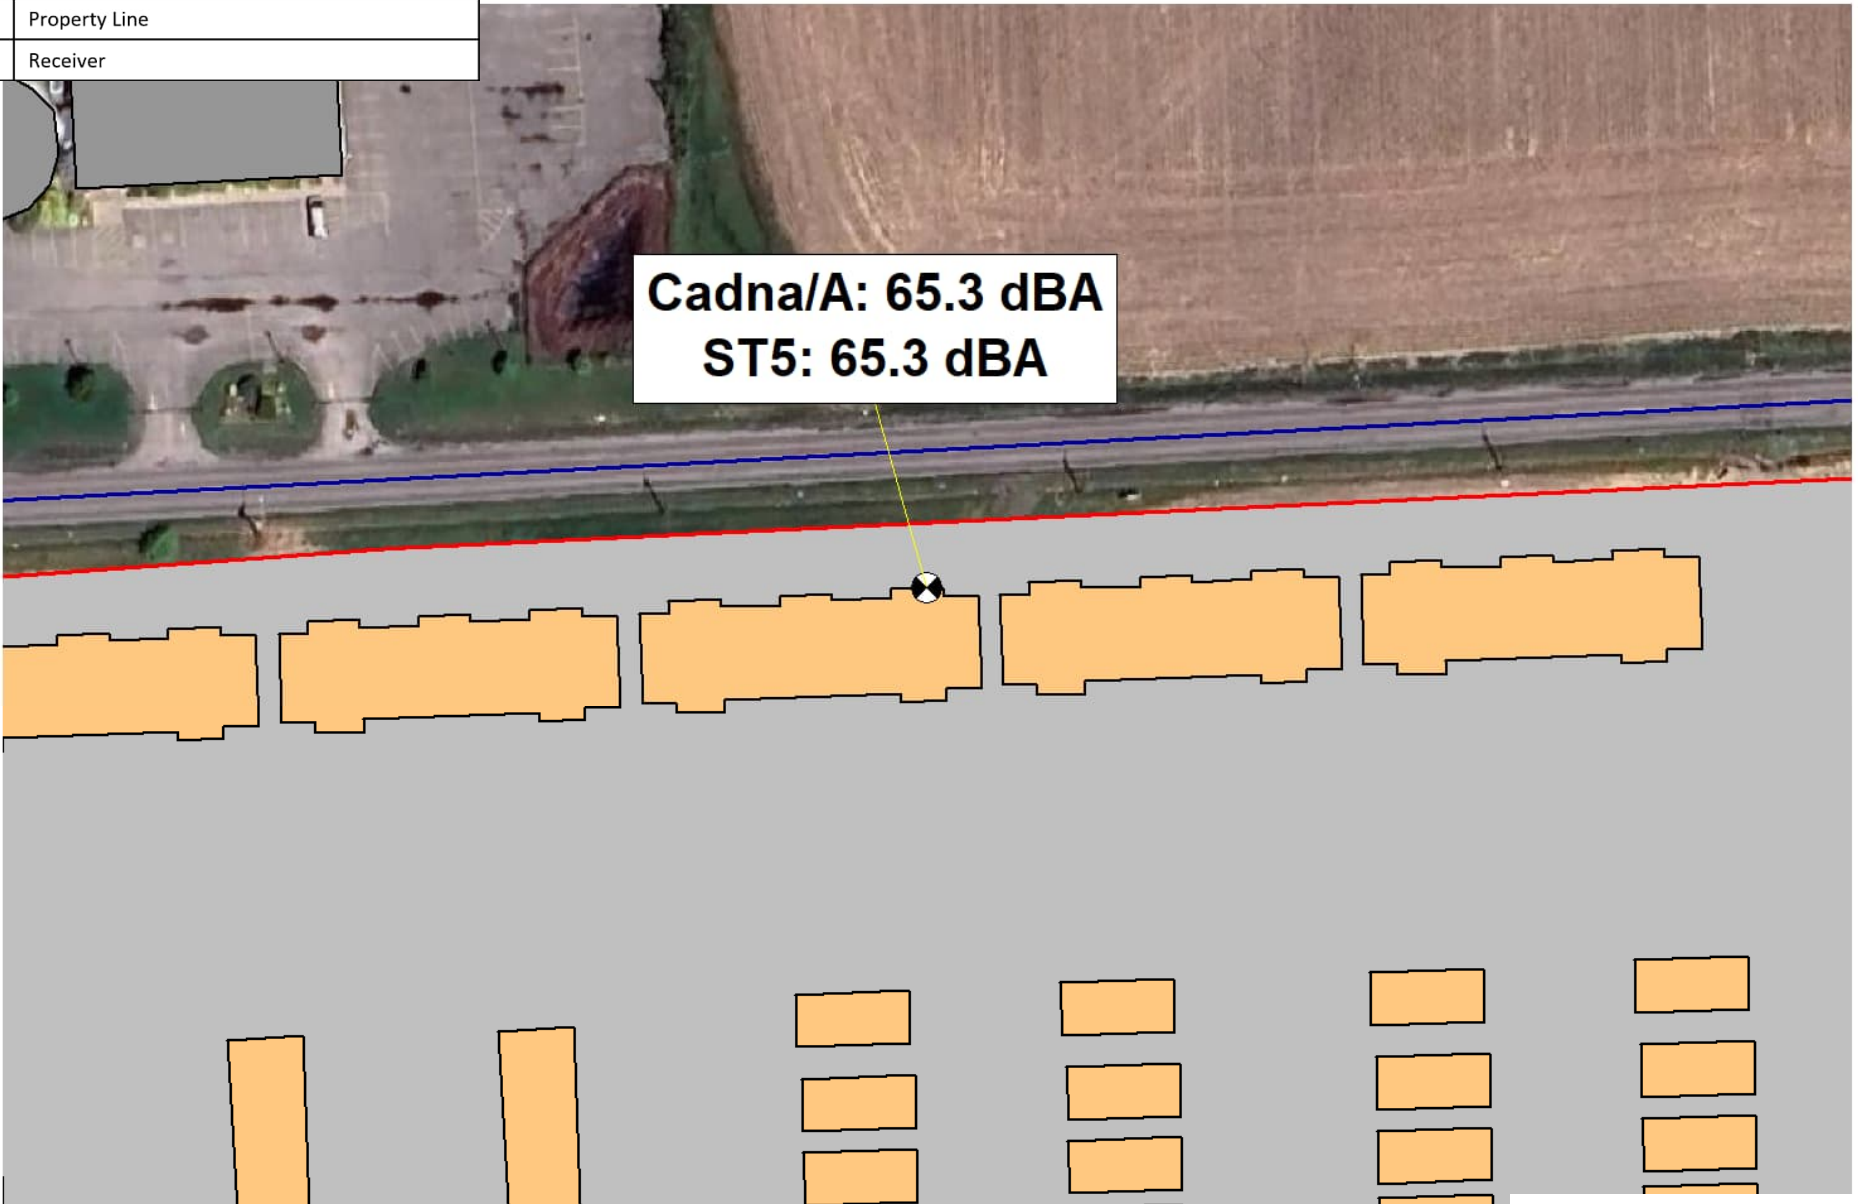 Property Line
Receiver
Cadna/A: 65.3 dBA
ST5: 65.3 dBA